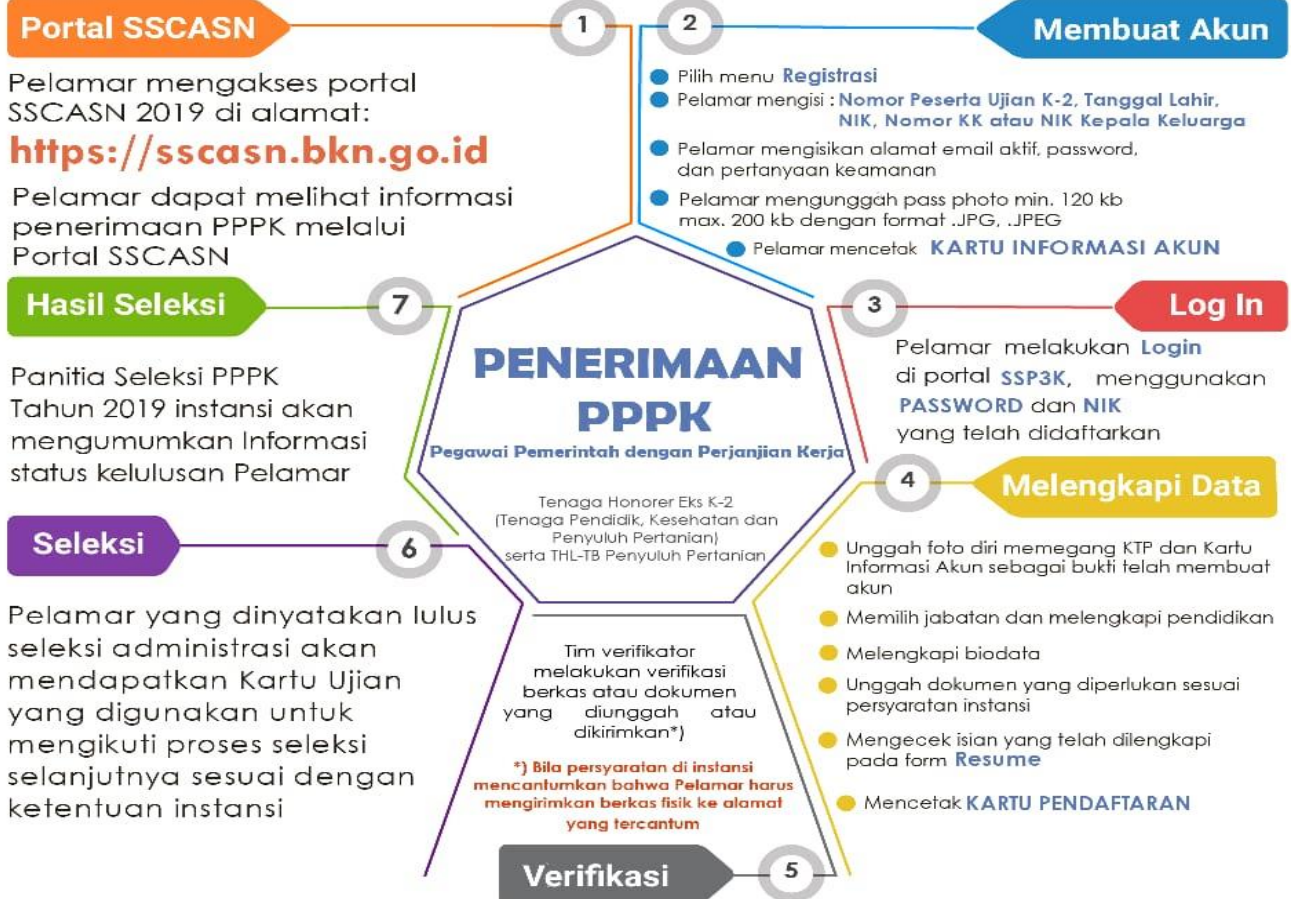 Portal SSCASN
1
Pelamar mengakses portal
SSCASN 2019 di alamat:
https://sscasn.bkn.go.id
Pelamar dapat melihat informasi
penerimaan PPPK melalui
Portal SSCASN
2
Membuat Akun
Pilih menu Registrasi
Pelamar mengisi : Nomor Peserta Ujian K-2, Tanggal Lahir,
NIK, Nomor KK atau NIK Kepala Keluarga
Pelamar mengisikan alamat email aktif, password,
dan pertanyaan keamanan
Pelamar mengunggah pass photo min. 120 kb
max. 200 kb dengan format .JPG, .JPEG
Pelamar mencetak KARTU INFORMASI AKUN
3
Log In
Pelamar melakukan Login
di portal SSP3K, menggunakan
PASSWORD dan NIK
yang telah didaftarkan
4
Melengkapi Data
Unggah foto diri memegang KTP dan Kartu
Informasi Akun sebagai bukti telah membuat
akun
Memilih jabatan dan melengkapi pendidikan
Melengkapi biodata
Unggah dokumen yang diperlukan sesuai
persyaratan instansi
Mengecek isian yang telah dilengkapi
pada form Resume
Mencetak KARTU PENDAFTARAN
PENERIMAAN
PPPK
Pegawai Pemerintah dengan Perjanjian Kerja
Tenaga Honorer Eks K-2
(Tenaga Pendidik, Kesehatan dan
Penyuluh Pertanian)
serta THL-TB Penyuluh Pertanian
Tim verifikator
melakukan verifikasi
berkas atau dokumen
yang diunggah atau
dikirimkan*)
*) Bila persyaratan di instansi
mencantumkan bahwa Pelamar harus
mengirimkan berkas fisik ke alamat
yang tercantum
Verifikasi
5
Seleksi
6
Pelamar yang dinyatakan lulus
seleksi administrasi akan
mendapatkan Kartu Ujian
yang digunakan untuk
mengikuti proses seleksi
selanjutnya sesuai dengan
ketentuan instansi
Hasil Seleksi
7
Panitia Seleksi PPPK
Tahun 2019 instansi akan
mengumumkan Informasi
status kelulusan Pelamar